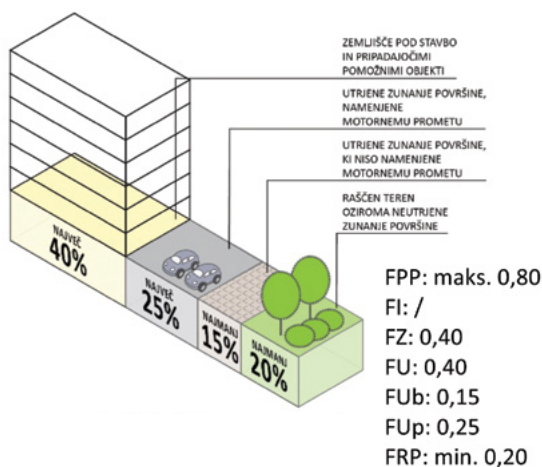 ZEMLJIŠČE POD STAVBO
IN PRIPADAJOČIMI
POMOŽNIMI OBJEKTI
UTRJENE ZUNANJE POVRŠINE,
NAMENJENE
MOTORNEMU PROMETU
UTRJENE ZUNANJE POVRŠINE,
KI NISO NAMENJENE
MOTORNEMU PROMETU
RAŠČEN TEREN
OZIROMA NEUTRJENE
ZUNANJE POVRŠINE
NAJVEČ
40%
NAJVEČ
25%
NAJMANJ
15%
NAJMANJ
20%
FPP: maks. 0,80
FI: /
FZ: 0,40
FU: 0,40
FUb: 0,15
FUp: 0,25
FRP: min. 0,20